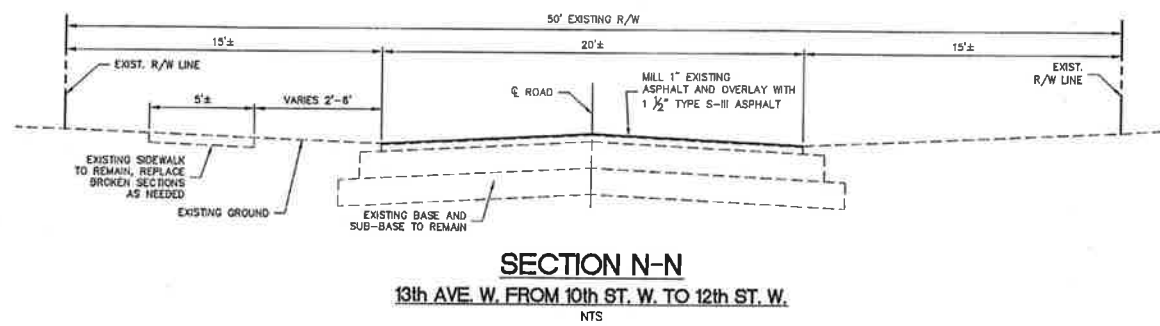 50' EXISTING R/W
15'±
20'±
15'±
EXIST. R/W LINE
5'±
VARIES 2'-6'
℄ ROAD
MILL 1" EXISTING
ASPHALT AND OVERLAY WITH
1 ½" TYPE S-III ASPHALT
EXIST.
R/W LINE
EXISTING SIDEWALK
TO REMAIN, REPLACE
BROKEN SECTIONS
AS NEEDED
EXISTING GROUND
EXISTING BASE AND
SUB-BASE TO REMAIN
SECTION N-N
13th AVE. W. FROM 10th ST. W. TO 12th ST. W.
NTS